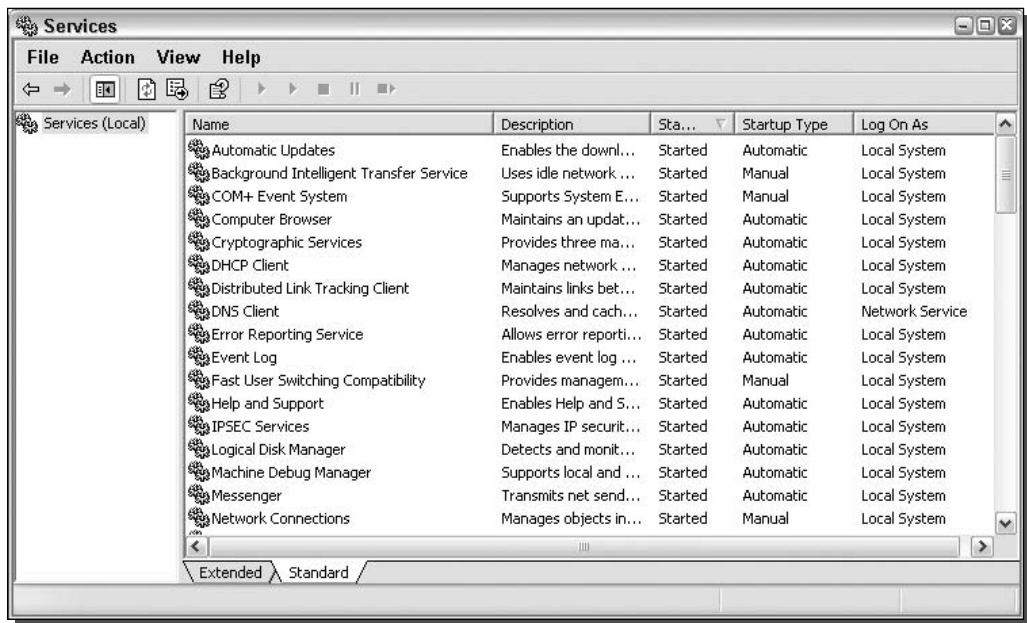 Services
File Action View Help
Services (Local)
Name Description Sta... Startup Type Log On As
Automatic Updates Enables the downl... Started Automatic Local System
Background Intelligent Transfer Service Uses idle network ... Started Manual Local System
COM+ Event System Supports System E... Started Manual Local System
Computer Browser Maintains an updat... Started Automatic Local System
Cryptographic Services Provides three ma... Started Automatic Local System
DHCP Client Manages network ... Started Automatic Local System
Distributed Link Tracking Client Maintains links bet... Started Automatic Local System
DNS Client Resolves and cach... Started Automatic Network Service
Error Reporting Service Allows error reporti... Started Automatic Local System
Event Log Enables event log ... Started Automatic Local System
Fast User Switching Compatibility Provides managem... Started Manual Local System
Help and Support Enables Help and S... Started Automatic Local System
IPSEC Services Manages IP securit... Started Automatic Local System
Logical Disk Manager Detects and monit... Started Automatic Local System
Machine Debug Manager Supports local and ... Started Automatic Local System
Messenger Transmits net send... Started Automatic Local System
Network Connections Manages objects in... Started Manual Local System
Extended Standard